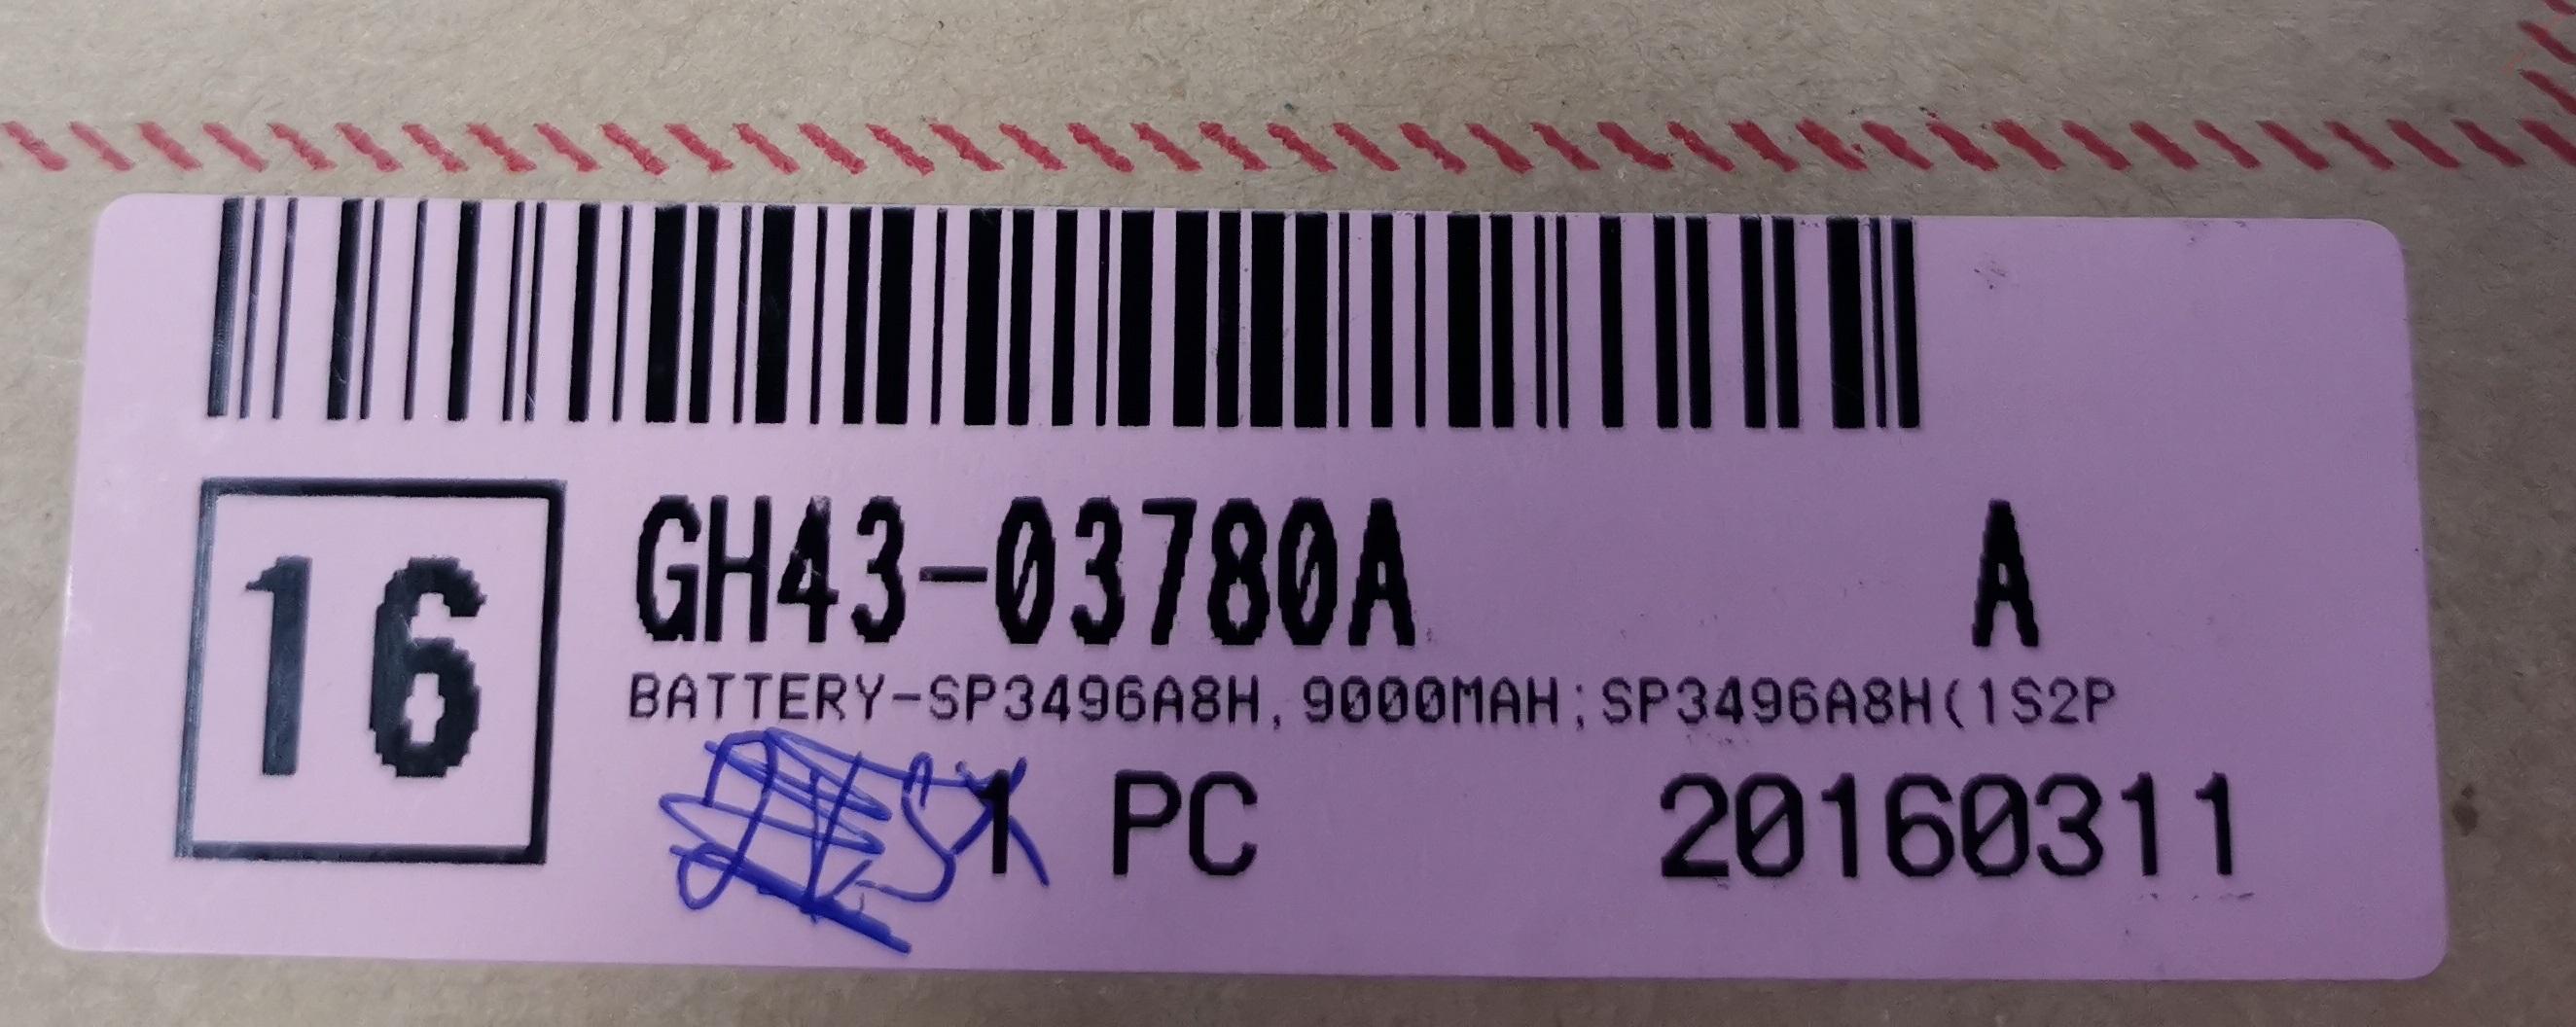 16
GH43-03780A A
BATTERY-SP3496A8H,9000MAH;SP3496A8H(1S2P
1 PC 20160311